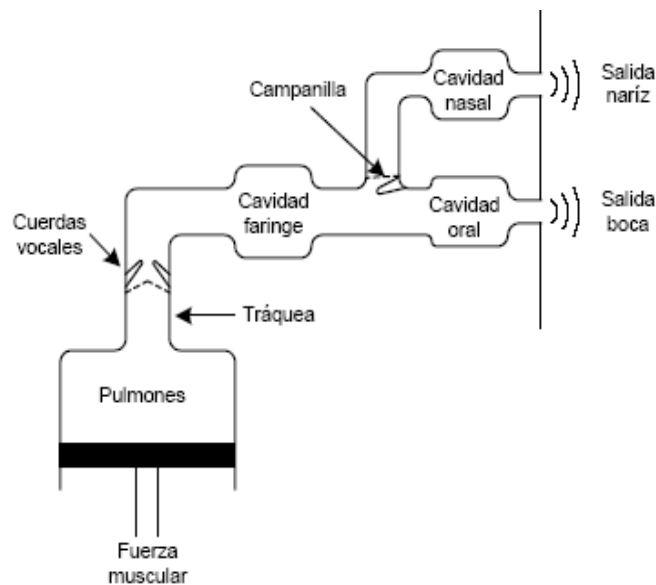 Campanilla
Cavidad
nasal
Salida
naríz
Cuerdas
vocales
Cavidad
faringe
Cavidad
oral
Salida
boca
Tráquea
Pulmones
Fuerza
muscular